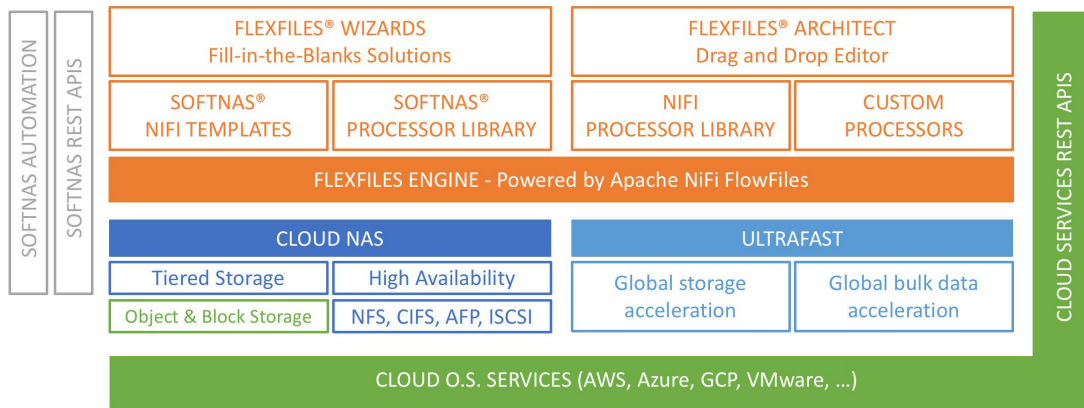 SOFTNAS AUTOMATION
SOFTNAS REST APIS
FLEXFILES® WIZARDS
Fill-in-the-Blanks Solutions
FLEXFILES® ARCHITECT
Drag and Drop Editor
SOFTNAS®
NIFI TEMPLATES
SOFTNAS®
PROCESSOR LIBRARY
NIFI
PROCESSOR LIBRARY
CUSTOM
PROCESSORS
FLEXFILES ENGINE - Powered by Apache NiFi FlowFiles
CLOUD NAS
Tiered Storage
High Availability
Object & Block Storage
NFS, CIFS, AFP, ISCSI
ULTRAFAST
Global storage
acceleration
Global bulk data
acceleration
CLOUD SERVICES REST APIS
CLOUD O.S. SERVICES (AWS, Azure, GCP, VMware, ...)